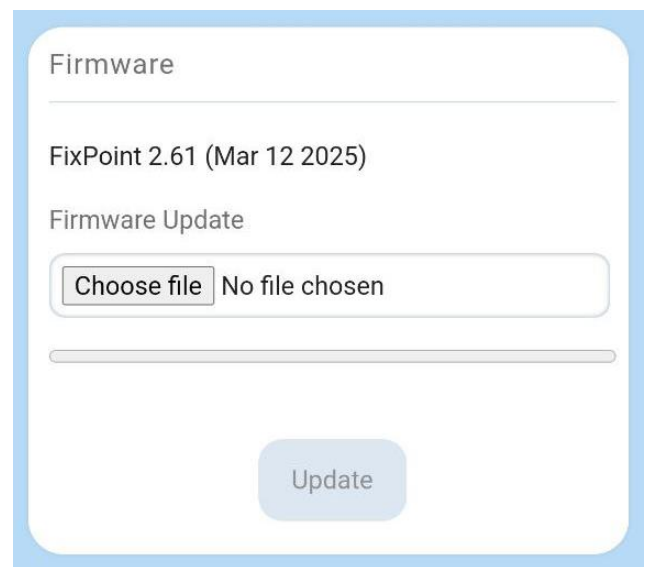 Firmware
FixPoint 2.61 (Mar 12 2025)
Firmware Update
Choose file No file chosen
Update